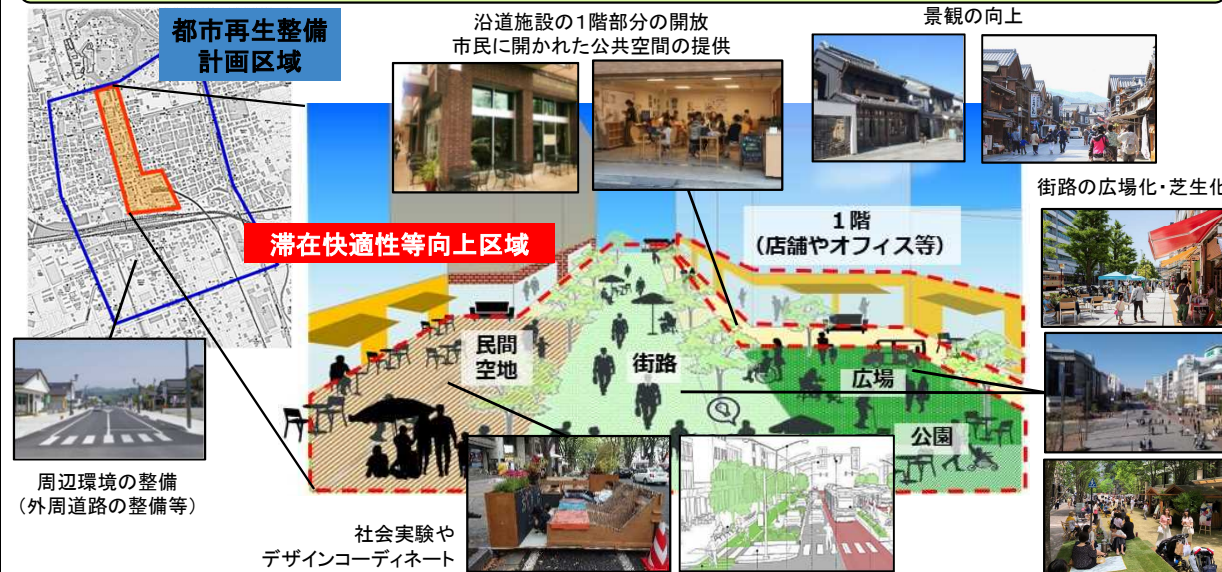 都市再生整備
計画区域
沿道施設の1階部分の開放
市民に開かれた公共空間の提供
景観の向上
街路の広場化・芝生化
滞在快適性等向上区域
1階
(店舗やオフィス等)
民間
空地
街路
広場
公園
周辺環境の整備
(外周道路の整備等)
社会実験や
デザインコーディネート